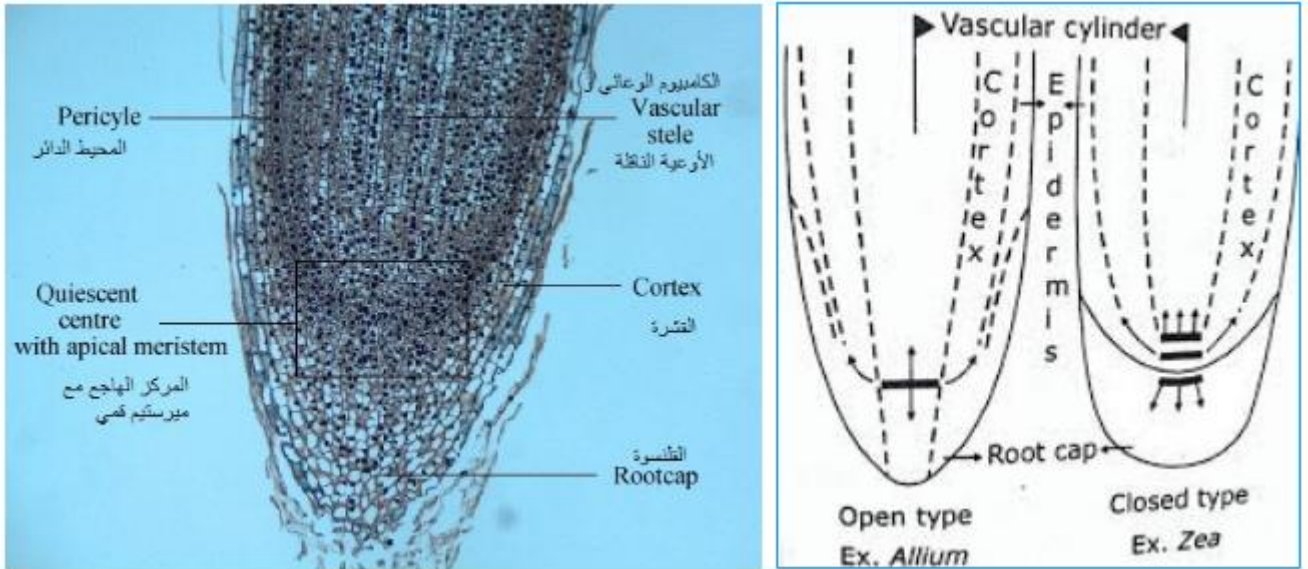 Pericyle
المحيط الدائر
الكامبيوم الوعائي او
Vascular
stele
الأوعية الناقلة
Quiescent
centre
with apical meristem
المركز الهاجع مع
ميرستيم قمي
Cortex
القشرة
القلنسوة
Rootcap
Vascular cylinder
Cortex
Epidermis
Cortex
Root cap
Open type
Ex. Allium
Closed type
Ex. Zea